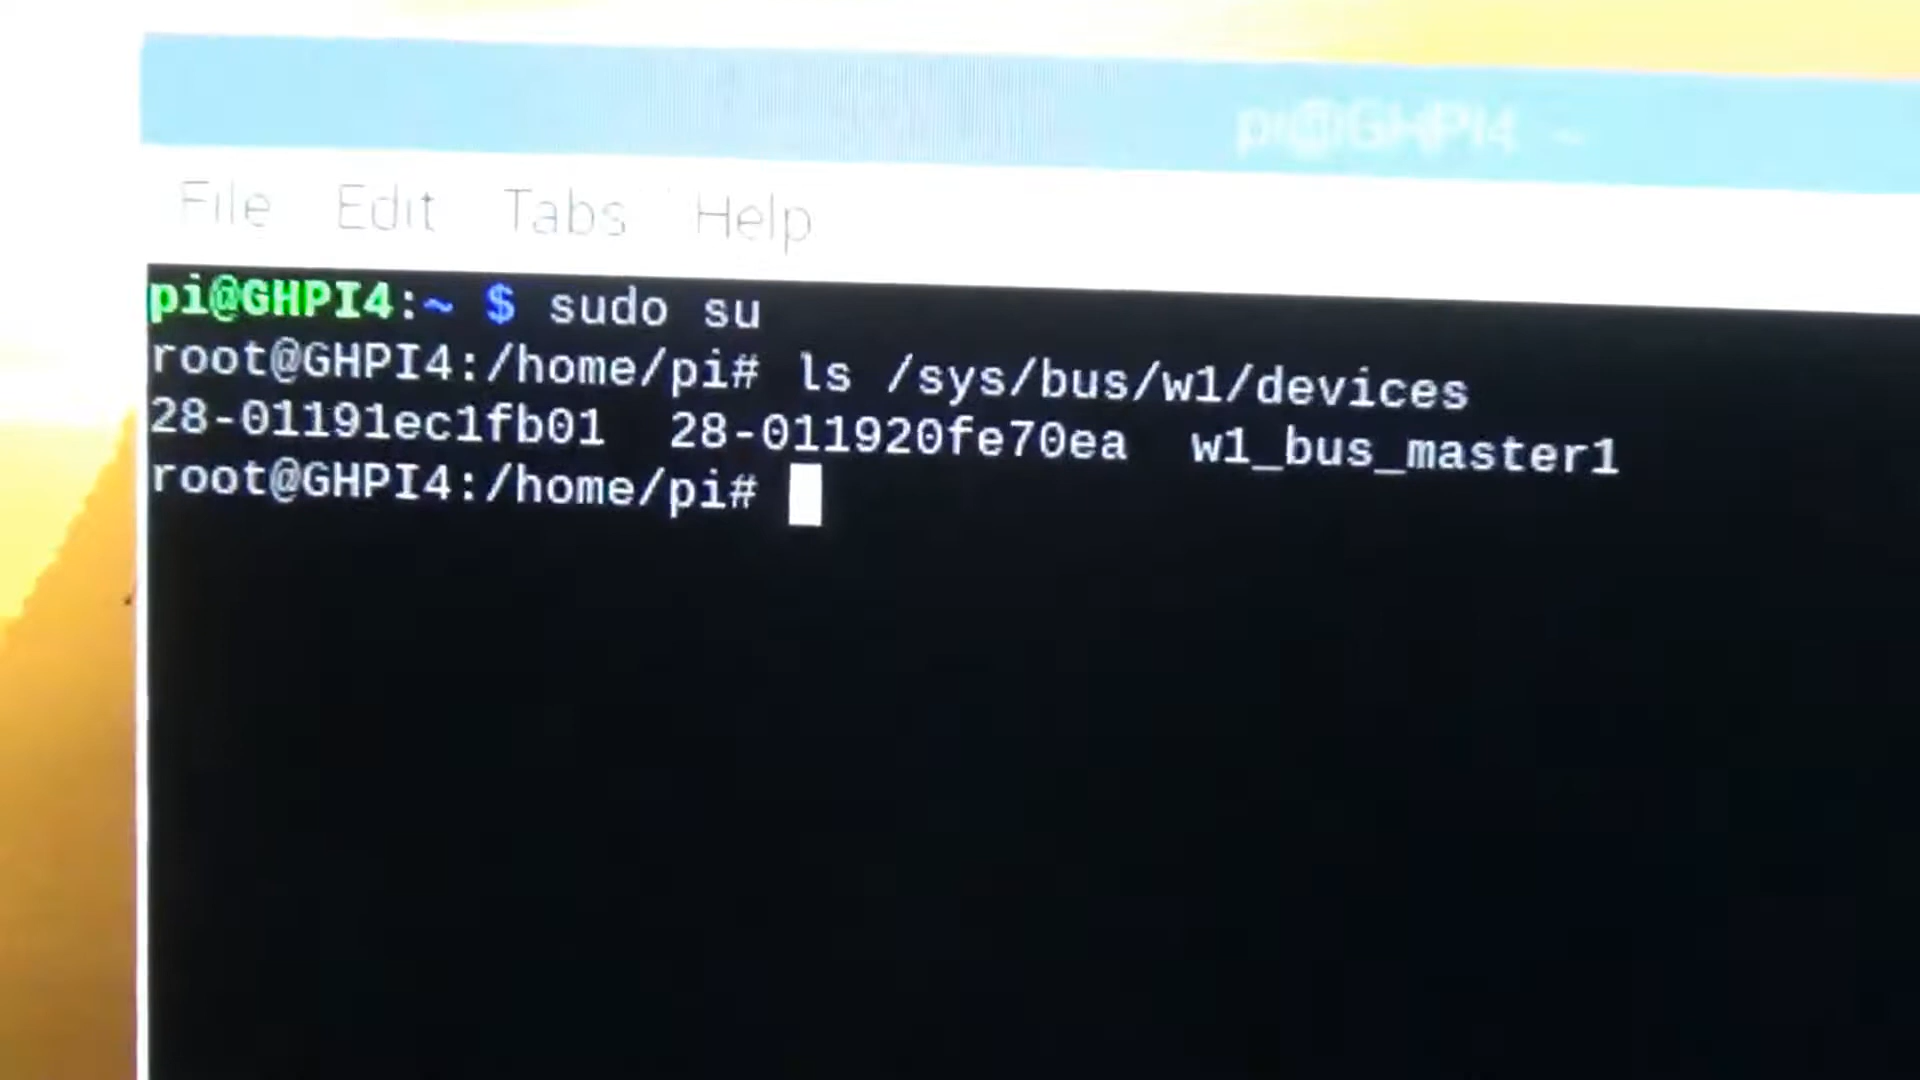 pi@GHPI4: ~
File Edit Tabs Help
pi@GHPI4:~ $ sudo su
root@GHPI4:/home/pi# ls /sys/bus/w1/devices
28-01191ec1fb01 28-011920fe70ea w1_bus_master1
root@GHPI4:/home/pi#